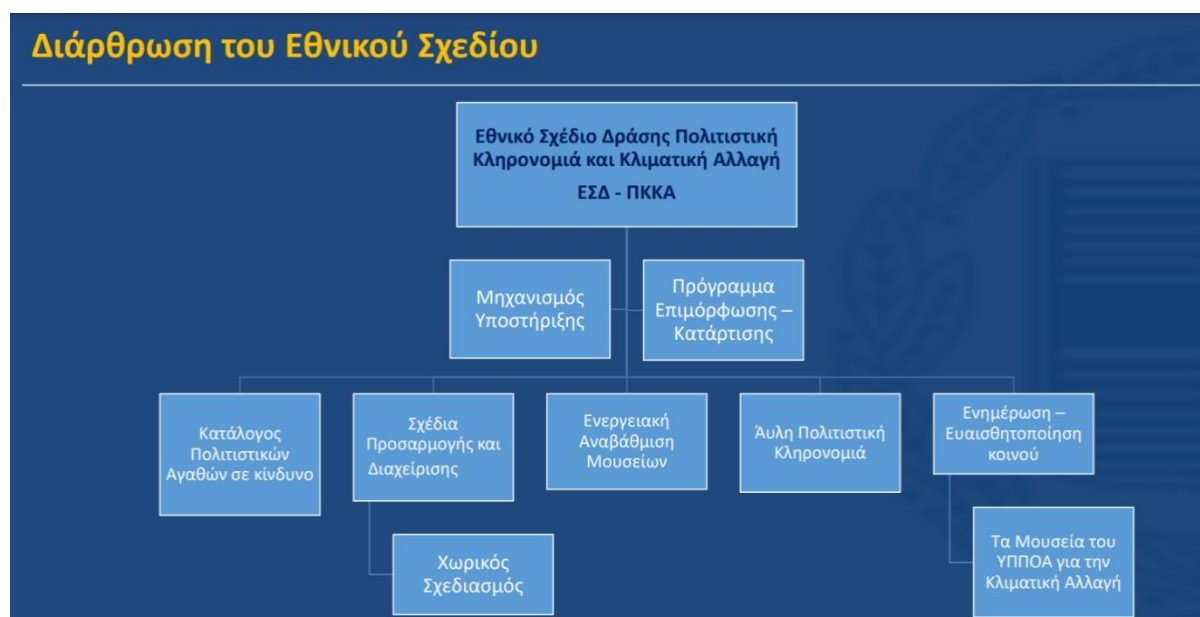 Διάρθρωση του Εθνικού Σχεδίου
Εθνικό Σχέδιο Δράσης Πολιτιστική
Κληρονομιά και Κλιματική Αλλαγή
ΕΣΔ - ΠΚΚΑ
Μηχανισμός
Υποστήριξης
Πρόγραμμα
Επιμόρφωσης –
Κατάρτισης
Κατάλογος
Πολιτιστικών
Αγαθών σε κίνδυνο
Σχέδια
Προσαρμογής και
Διαχείρισης
Ενεργειακή
Αναβάθμιση
Μουσείων
Άυλη Πολιτιστική
Κληρονομιά
Ενημέρωση –
Ευαισθητοποίηση
κοινού
Χωρικός
Σχεδιασμός
Τα Μουσεία του
ΥΠΠΟΑ για την
Κλιματική Αλλαγή